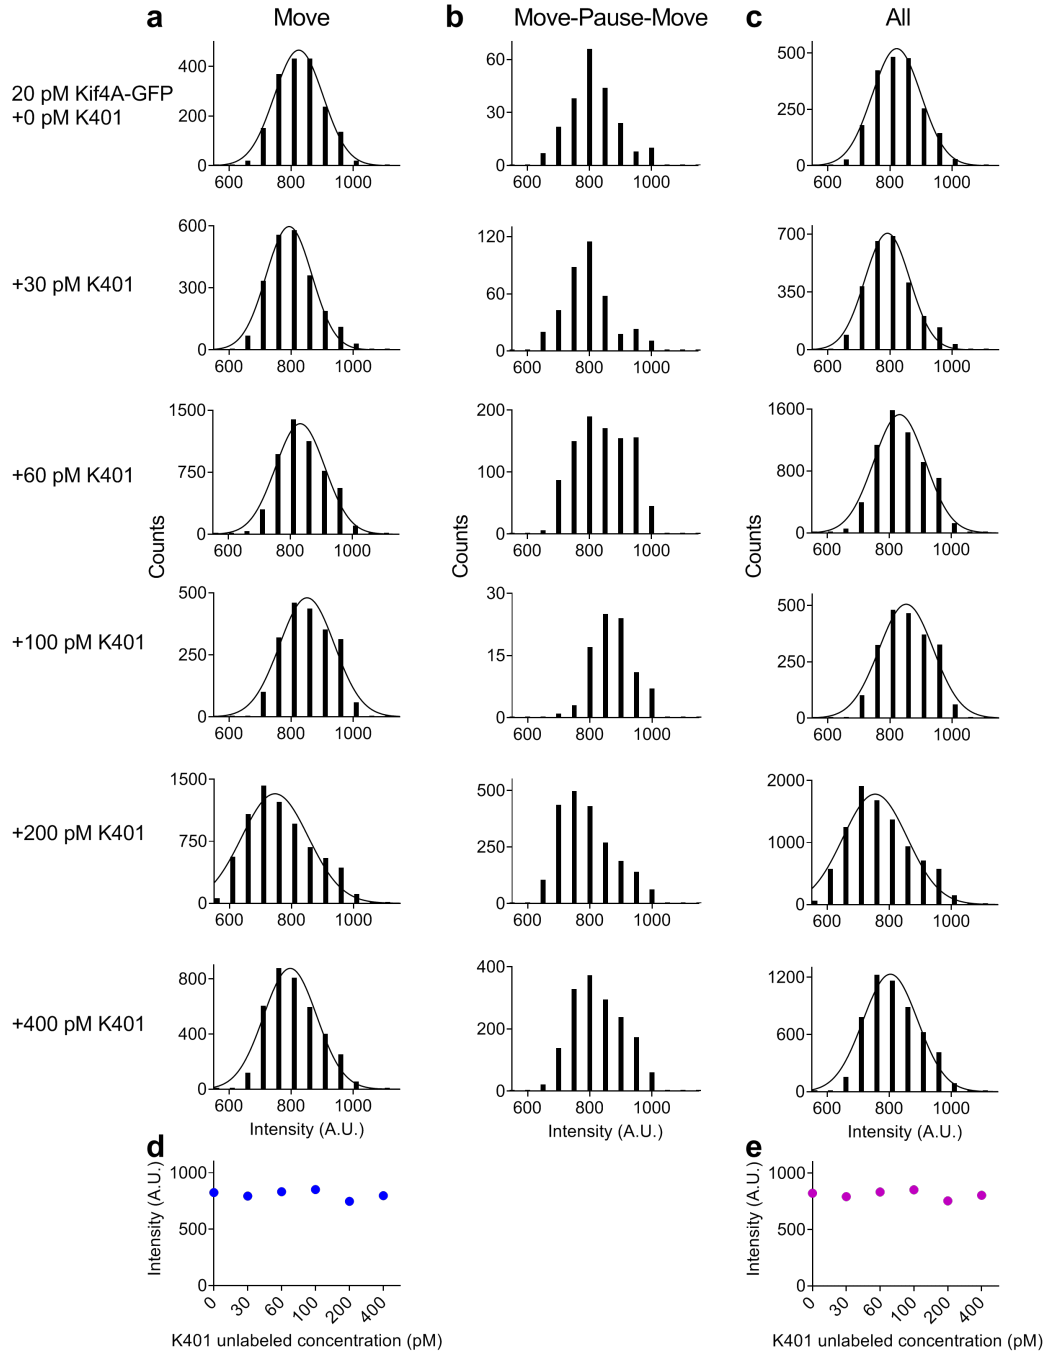 a Move
b Move-Pause-Move
c All
20 pM Kif4A-GFP
+0 pM K401
400
200
0
600 800 1000
60
30
0
600 800 1000
500
250
0
600 800 1000
+30 pM K401
600
300
0
600 800 1000
120
60
0
600 800 1000
700
350
0
600 800 1000
+60 pM K401
1500
750
0
600 800 1000
200
100
0
600 800 1000
1600
800
0
600 800 1000
Counts
Counts
Counts
+100 pM K401
500
250
0
600 800 1000
30
15
0
600 800 1000
500
250
0
600 800 1000
+200 pM K401
1500
750
0
600 800 1000
500
250
0
600 800 1000
2000
1000
0
600 800 1000
+400 pM K401
800
400
0
600 800 1000
Intensity (A.U.)
400
200
0
600 800 1000
Intensity (A.U.)
1200
600
0
600 800 1000
Intensity (A.U.)
d
Intensity (A.U.)
1000
500
0
0 30 60 100 200 400
K401 unlabeled concentration (pM)
e
Intensity (A.U.)
1000
500
0
0 30 60 100 200 400
K401 unlabeled concentration (pM)